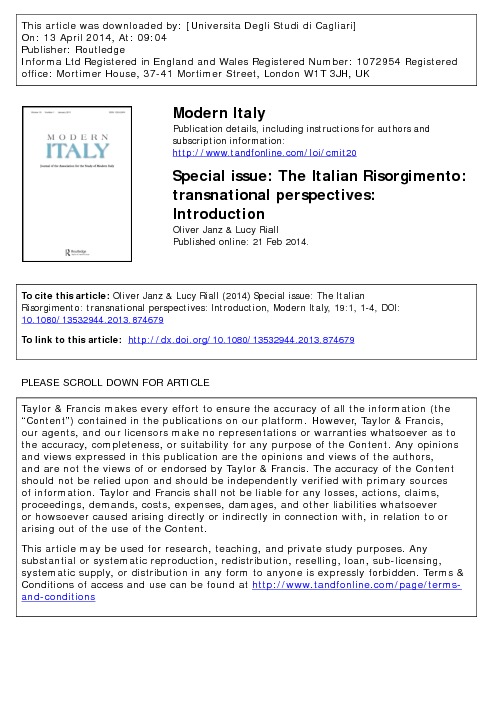 This article was downloaded by: [Universita Degli Studi di Cagliari]
On: 13 April 2014, At: 09:04
Publisher: Routledge
Informa Ltd Registered in England and Wales Registered Number: 1072954 Registered
office: Mortimer House, 37-41 Mortimer Street, London W1T 3JH, UK
MODERN
ITALY
Routledge
Modern Italy
Publication details, including instructions for authors and
subscription information:
http://www.tandfonline.com/loi/cmit20
Special issue: The Italian Risorgimento:
transnational perspectives:
Introduction
Oliver Janz & Lucy Riall
Published online: 21 Feb 2014.
To cite this article: Oliver Janz & Lucy Riall (2014) Special issue: The Italian
Risorgimento: transnational perspectives: Introduction, Modern Italy, 19:1, 1-4, DOI:
10.1080/13532944.2013.874679
To link to this article: http://dx.doi.org/10.1080/13532944.2013.874679
PLEASE SCROLL DOWN FOR ARTICLE
Taylor & Francis makes every effort to ensure the accuracy of all the information (the
“Content”) contained in the publications on our platform. However, Taylor & Francis,
our agents, and our licensors make no representations or warranties whatsoever as to
the accuracy, completeness, or suitability for any purpose of the Content. Any opinions
and views expressed in this publication are the opinions and views of the authors,
and are not the views of or endorsed by Taylor & Francis. The accuracy of the Content
should not be relied upon and should be independently verified with primary sources
of information. Taylor and Francis shall not be liable for any losses, actions, claims,
proceedings, demands, costs, expenses, damages, and other liabilities whatsoever
or howsoever caused arising directly or indirectly in connection with, in relation to or
arising out of the use of the Content.
This article may be used for research, teaching, and private study purposes. Any
substantial or systematic reproduction, redistribution, reselling, loan, sub-licensing,
systematic supply, or distribution in any form to anyone is expressly forbidden. Terms &
Conditions of access and use can be found at http://www.tandfonline.com/page/terms-
and-conditions